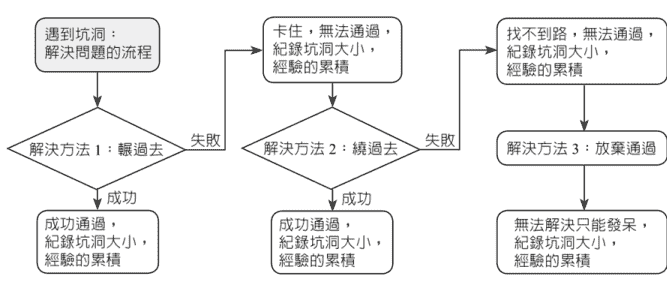 遇到坑洞：
解決問題的流程
解決方法 1：輾過去
失敗
成功
成功通過，
紀錄坑洞大小，
經驗的累積
卡住，無法通過，
紀錄坑洞大小，
經驗的累積
解決方法 2：繞過去
失敗
成功
成功通過，
紀錄坑洞大小，
經驗的累積
找不到路，無法通過，
紀錄坑洞大小，
經驗的累積
解決方法 3：放棄通過
無法解決只能發呆，
紀錄坑洞大小，
經驗的累積